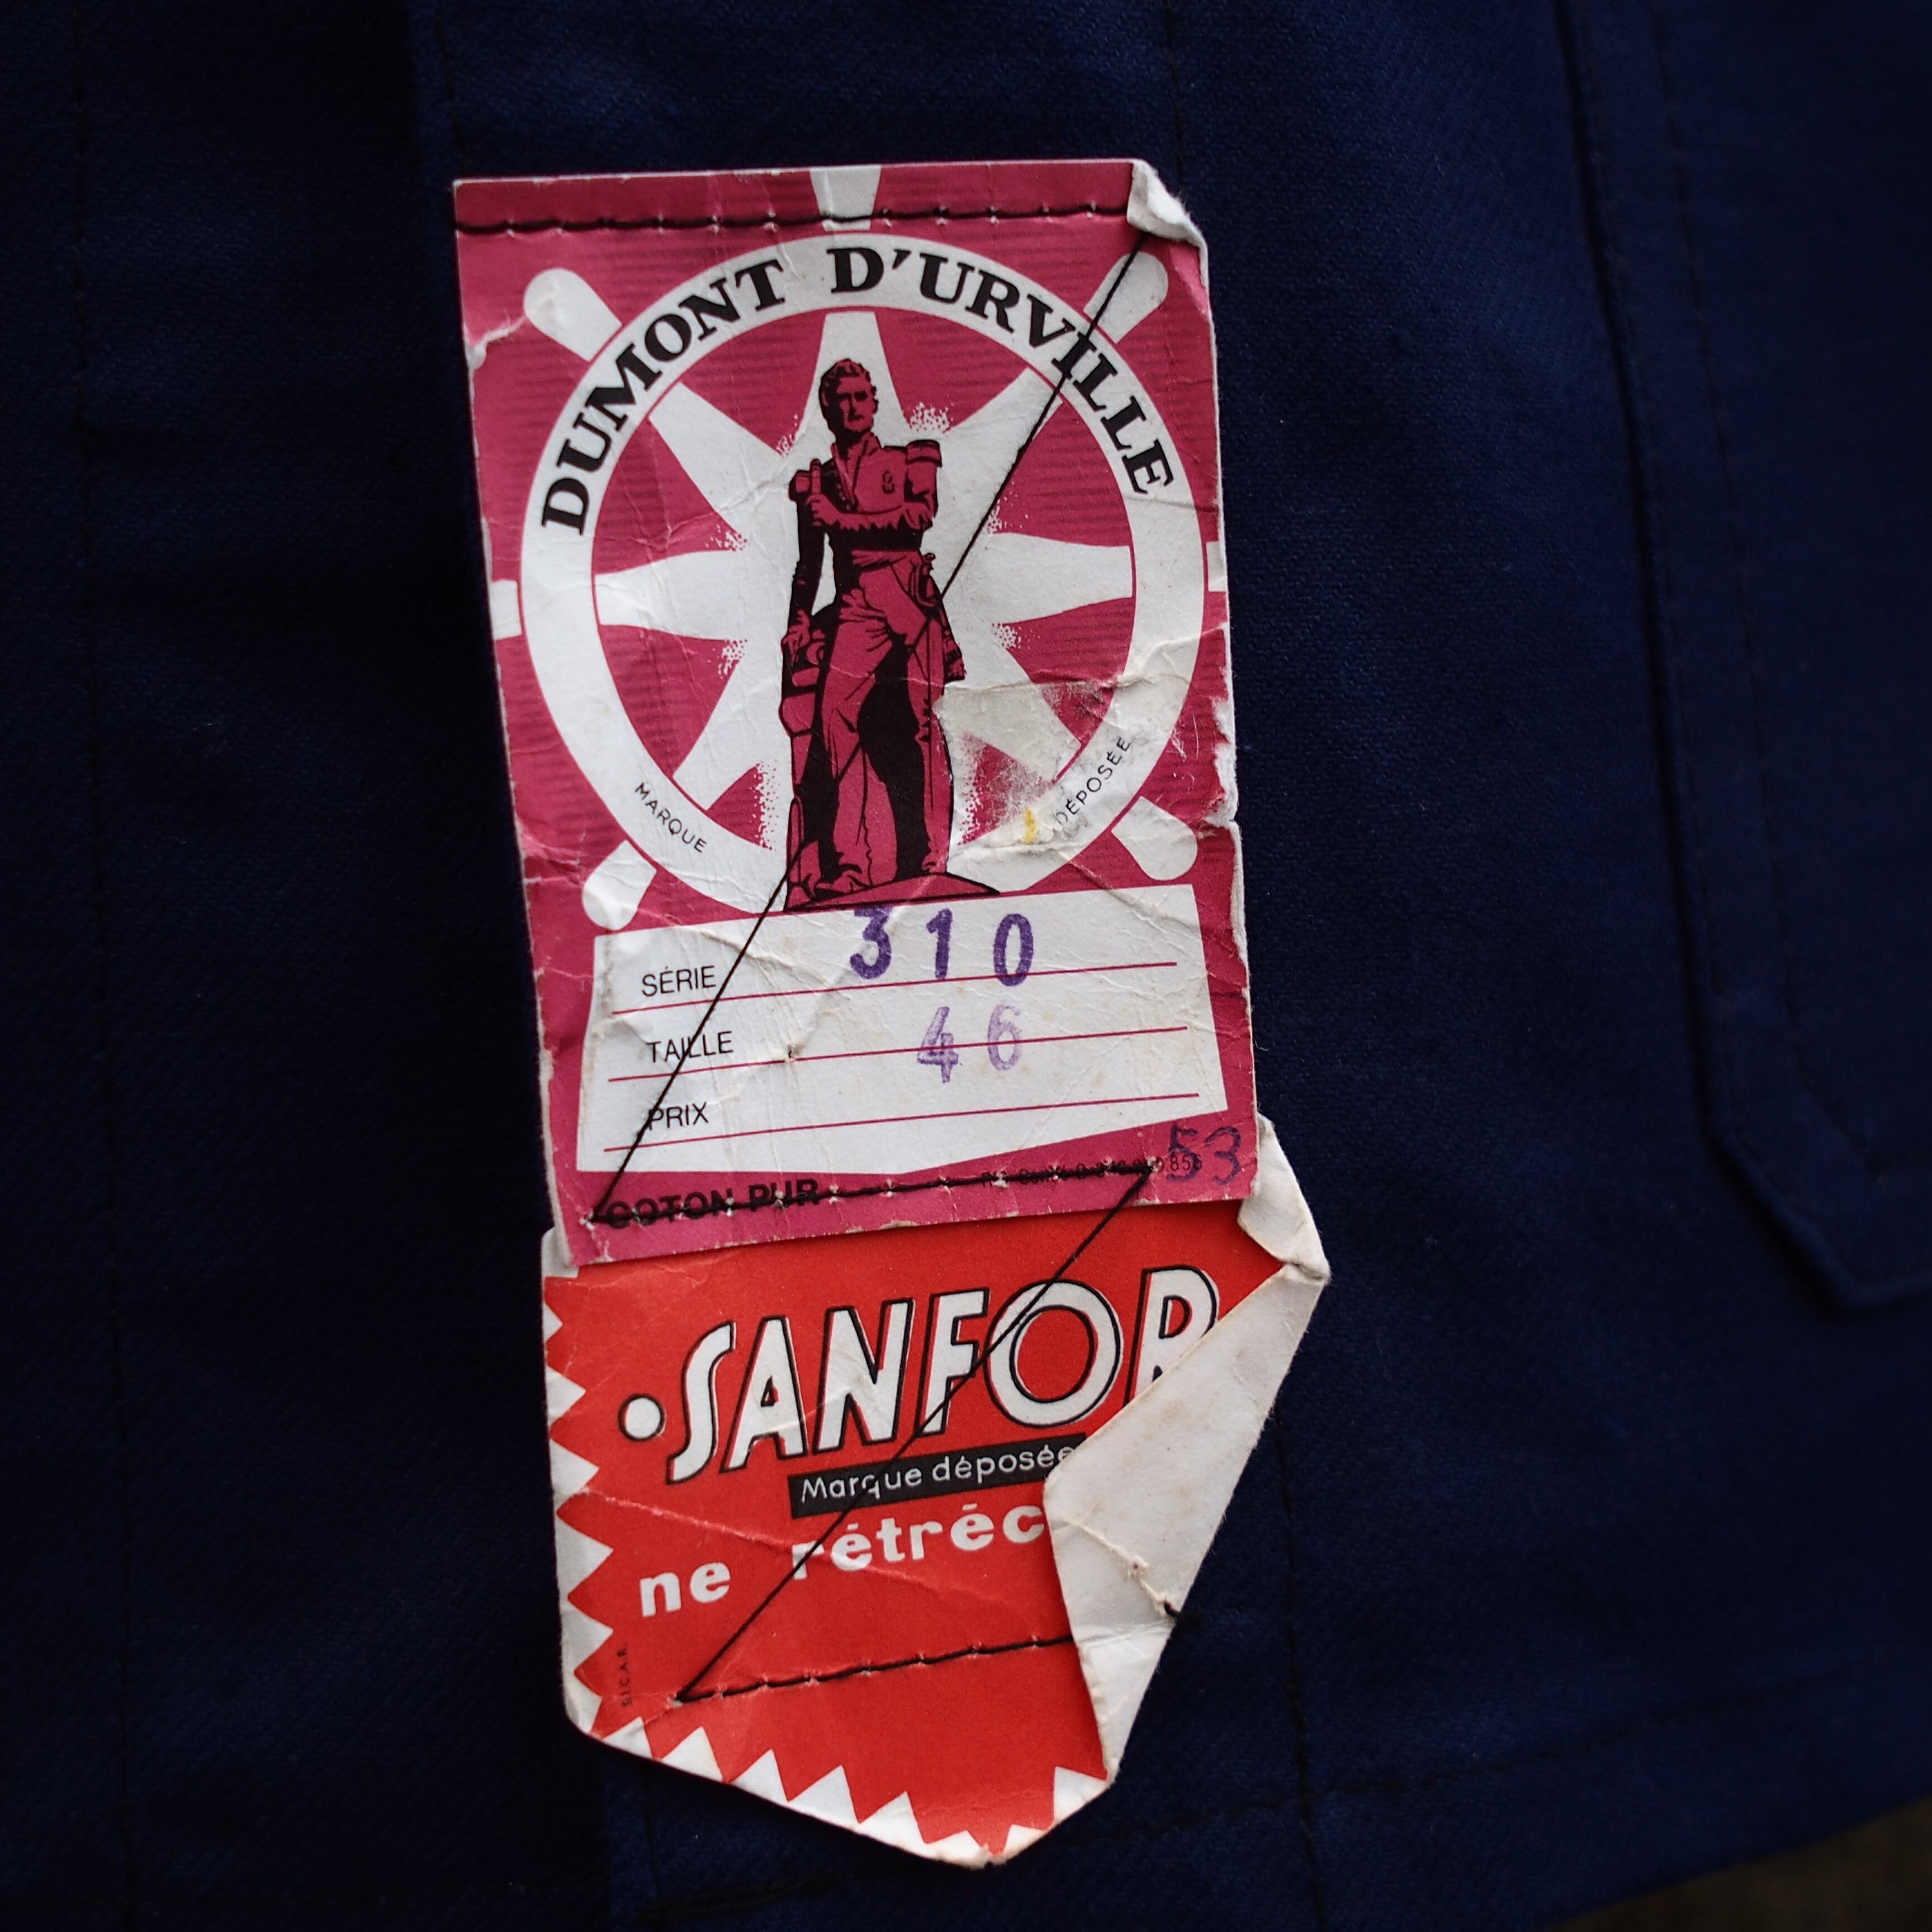 DUMONT D'URVILLE
MARQUE DÉPOSÉE
SÉRIE 310
TAILLE 46
PRIX
53
COTON PUR
SANFOR
Marque déposée
ne rétréc
S.I.C.A.R.